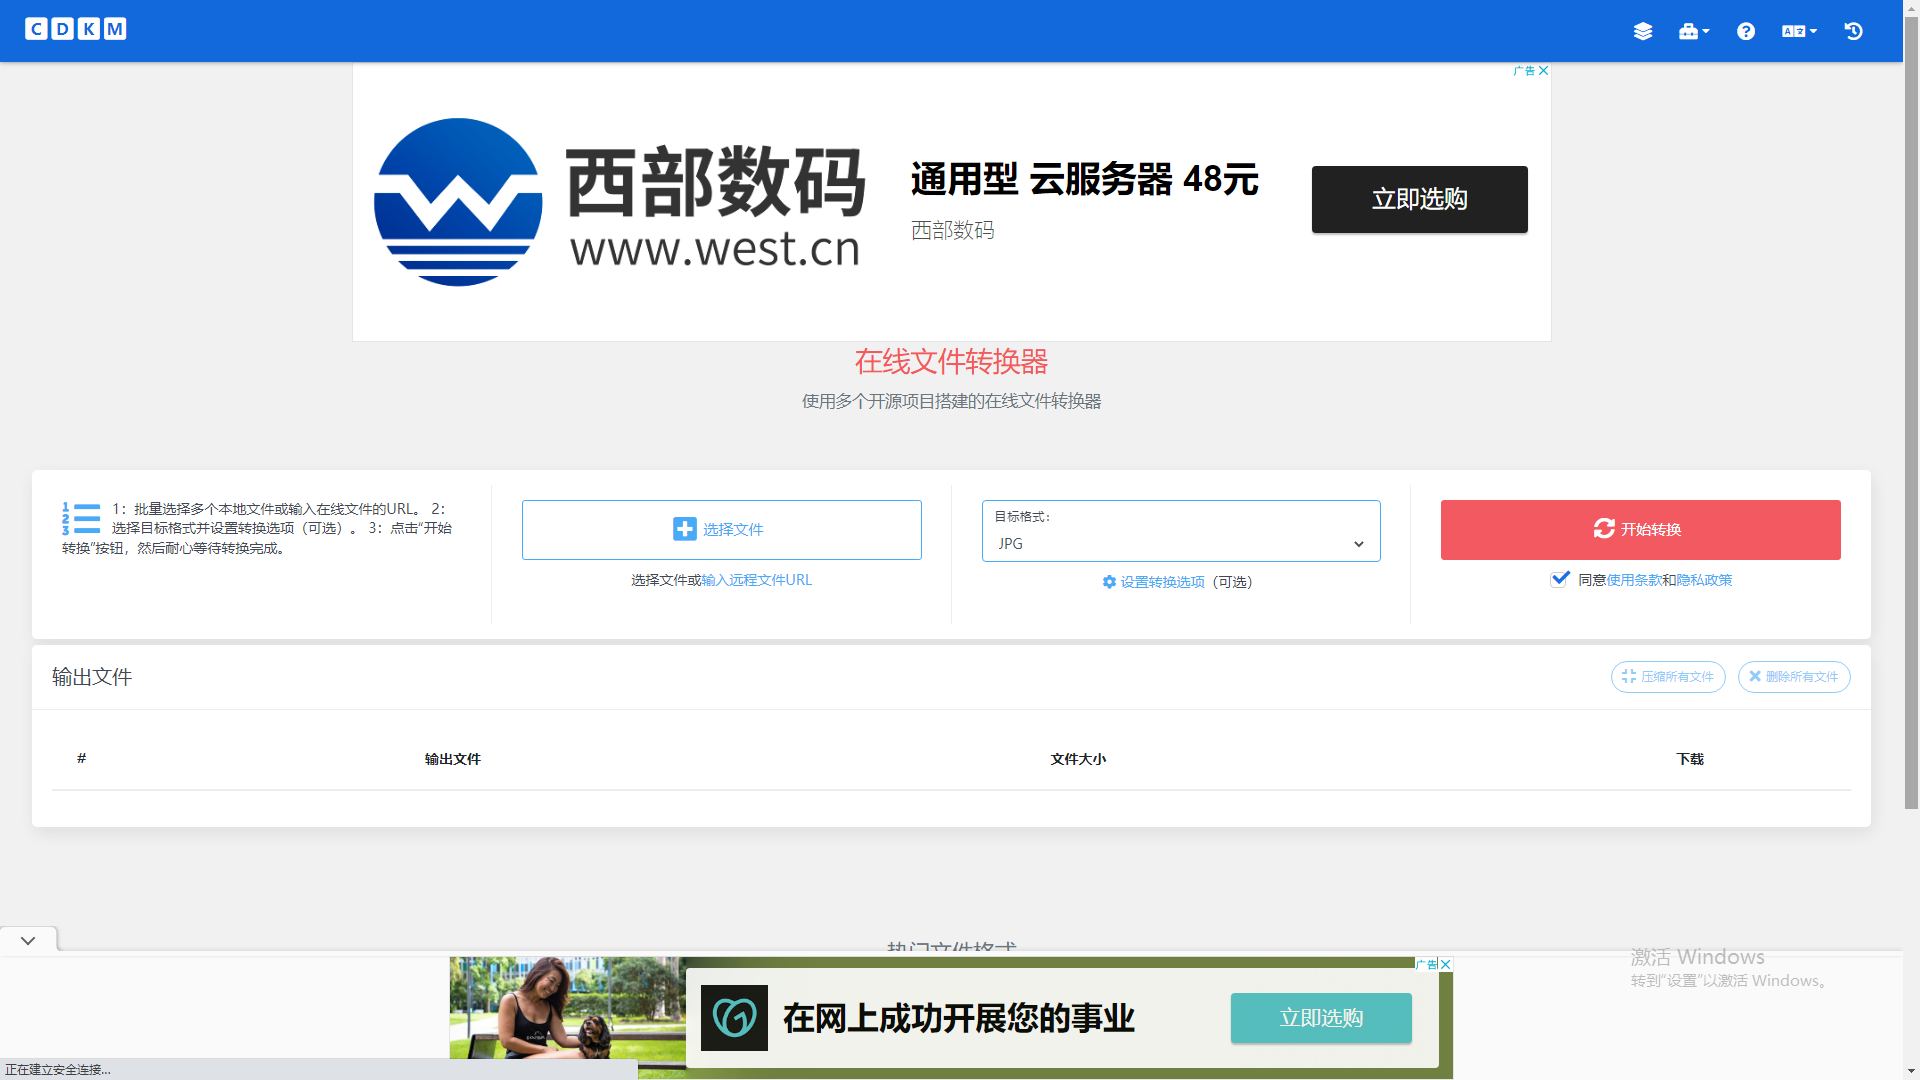 CDKM
广告
西部数码
www.west.cn
通用型 云服务器 48元
西部数码
立即选购
在线文件转换器
使用多个开源项目搭建的在线文件转换器
1：批量选择多个本地文件或输入在线文件的URL。 2：
选择目标格式并设置转换选项（可选）。 3：点击“开始
转换”按钮，然后耐心等待转换完成。
选择文件
选择文件或输入远程文件URL
目标格式：
JPG
设置转换选项（可选）
开始转换
同意使用条款和隐私政策
输出文件
压缩所有文件
删除所有文件
# 输出文件 文件大小 下载
热门文件格式
广告
在网上成功开展您的事业
立即选购
激活 Windows
转到“设置”以激活 Windows。
正在建立安全连接...